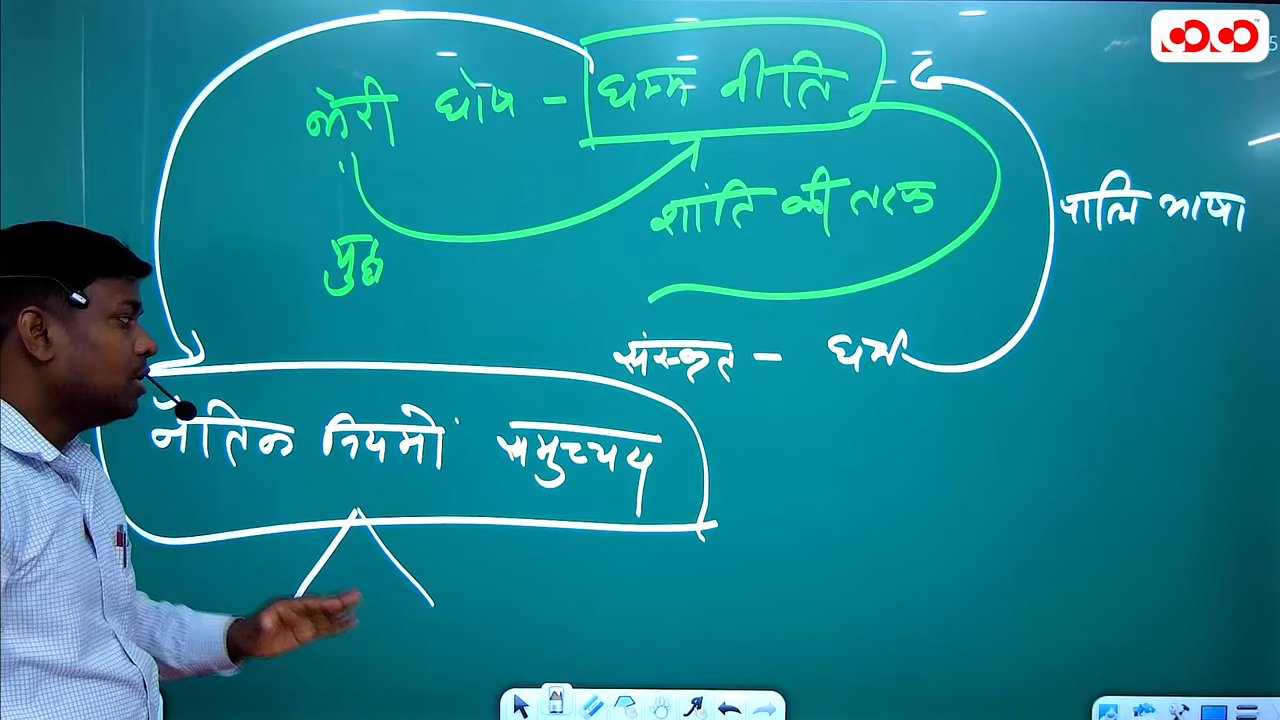 भेरी घोष - धम्म नीति
शांति की तरफ
पालि भाषा
युद्ध
संस्कृत - धर्म
नैतिक नियमों समुच्चय